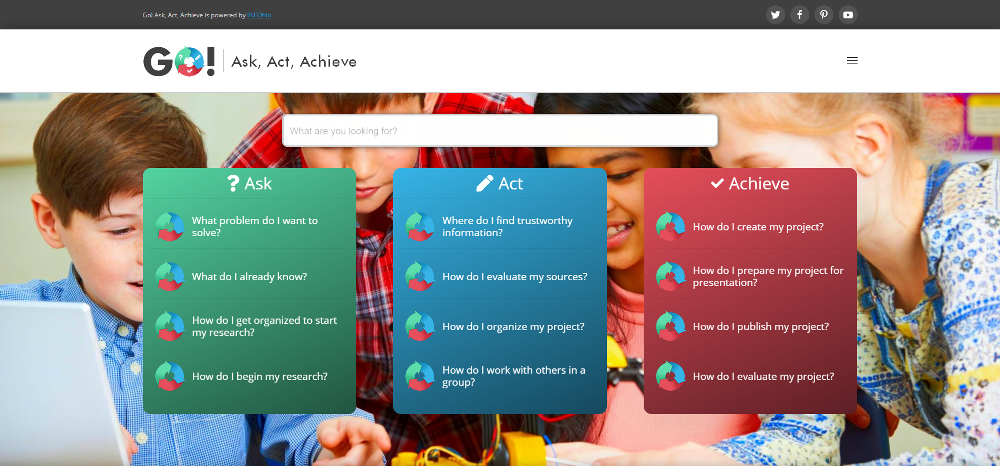 Go! Ask, Act, Achieve is powered by INFOhio
GO! Ask, Act, Achieve
What are you looking for?
Ask
What problem do I want to
solve?
What do I already know?
How do I get organized to start
my research?
How do I begin my research?
Act
Where do I find trustworthy
information?
How do I evaluate my sources?
How do I organize my project?
How do I work with others in a
group?
Achieve
How do I create my project?
How do I prepare my project for
presentation?
How do I publish my project?
How do I evaluate my project?